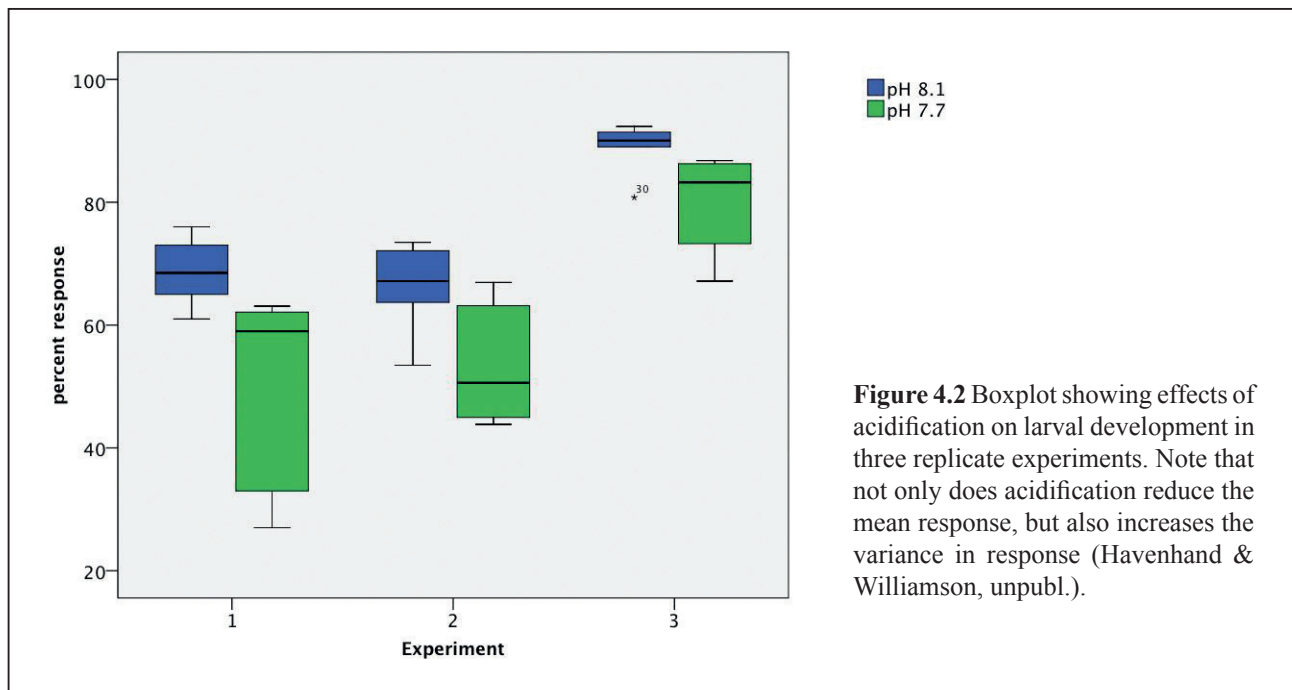 100
80
60
40
20
percent response
30
1
2
3
Experiment
pH 8.1
pH 7.7
Figure 4.2 Boxplot showing effects of
acidification on larval development in
three replicate experiments. Note that
not only does acidification reduce the
mean response, but also increases the
variance in response (Havenhand &
Williamson, unpubl.).